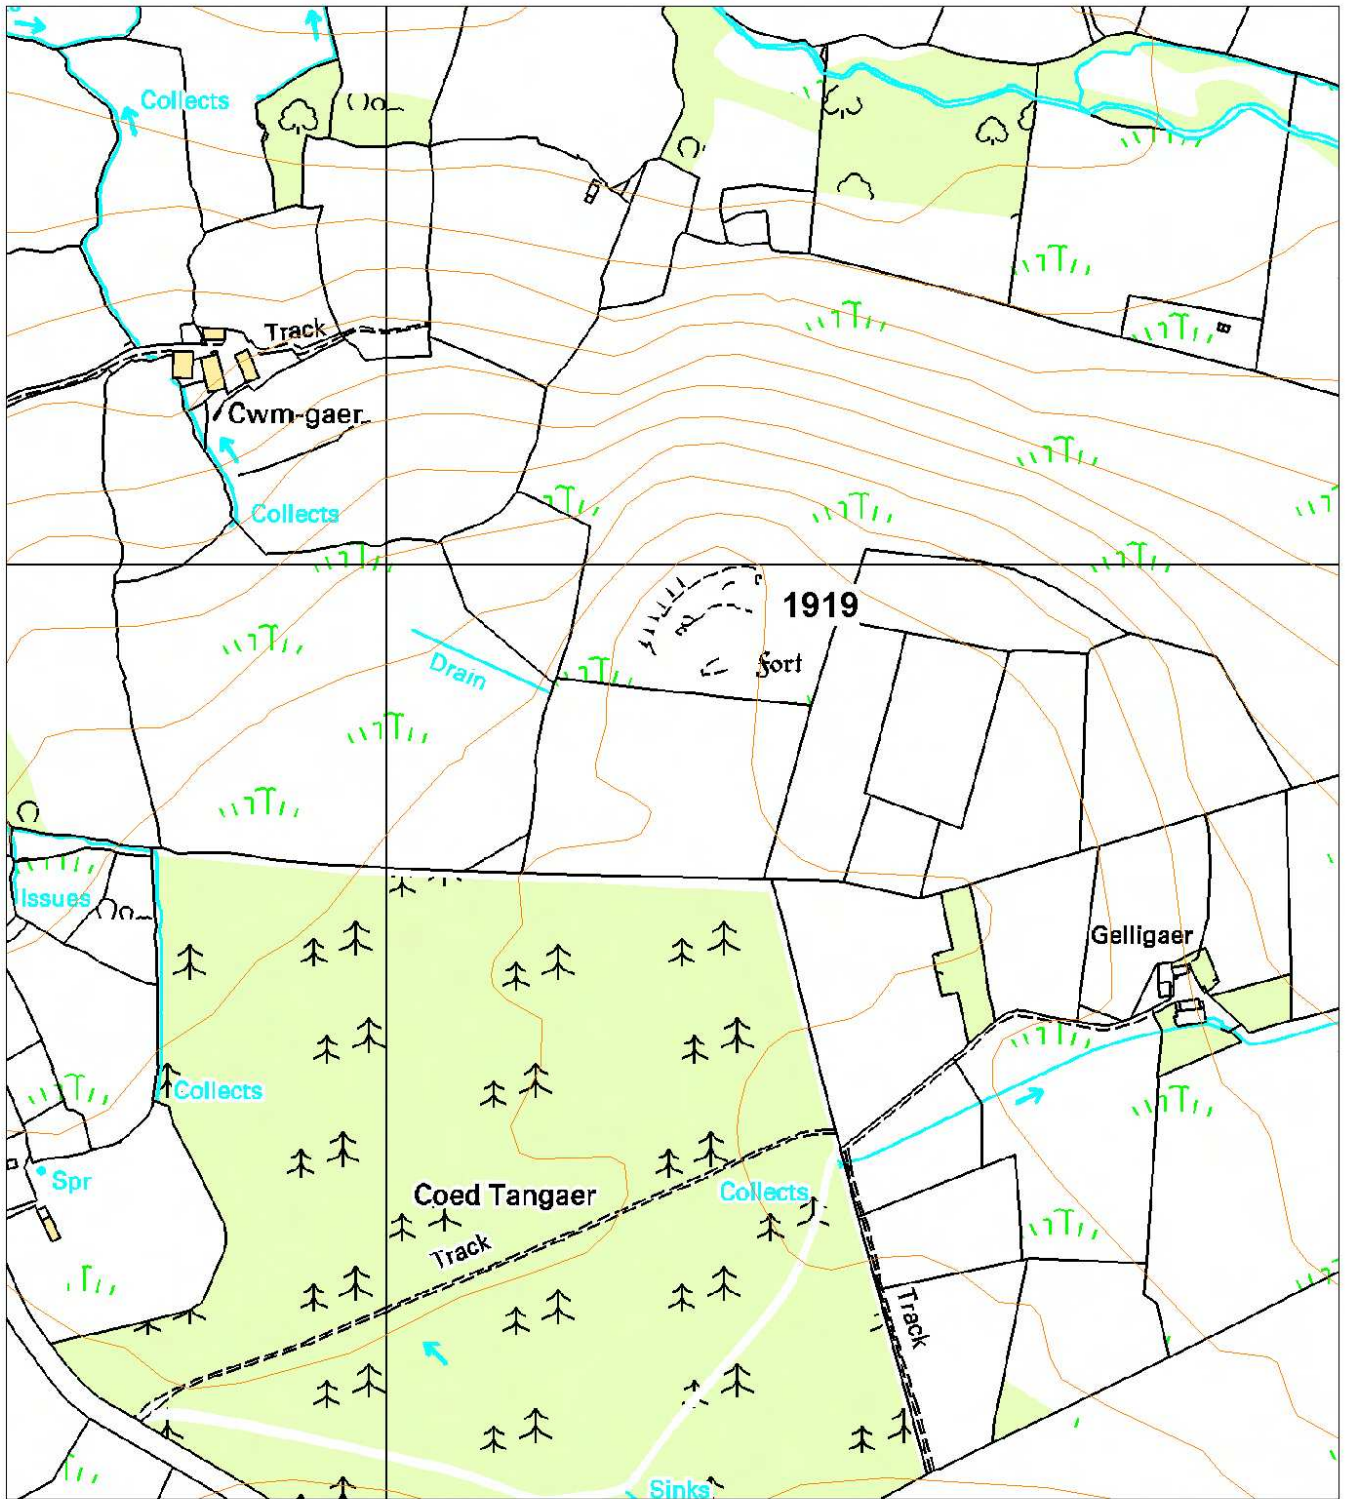 Collects
Track
Cwm-gaer
Collects
1919
Fort
Drain
Issues
Gelligaer
Collects
Spr
Coed Tangaer
Collects
Track
Track
Sinks